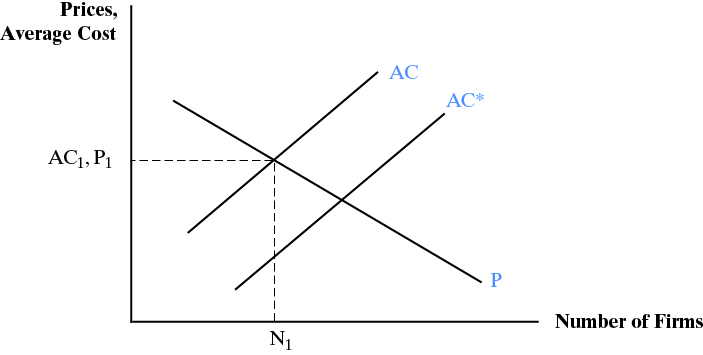 Prices,
Average Cost
AC
AC*
AC₁, P₁
P
Number of Firms
N₁